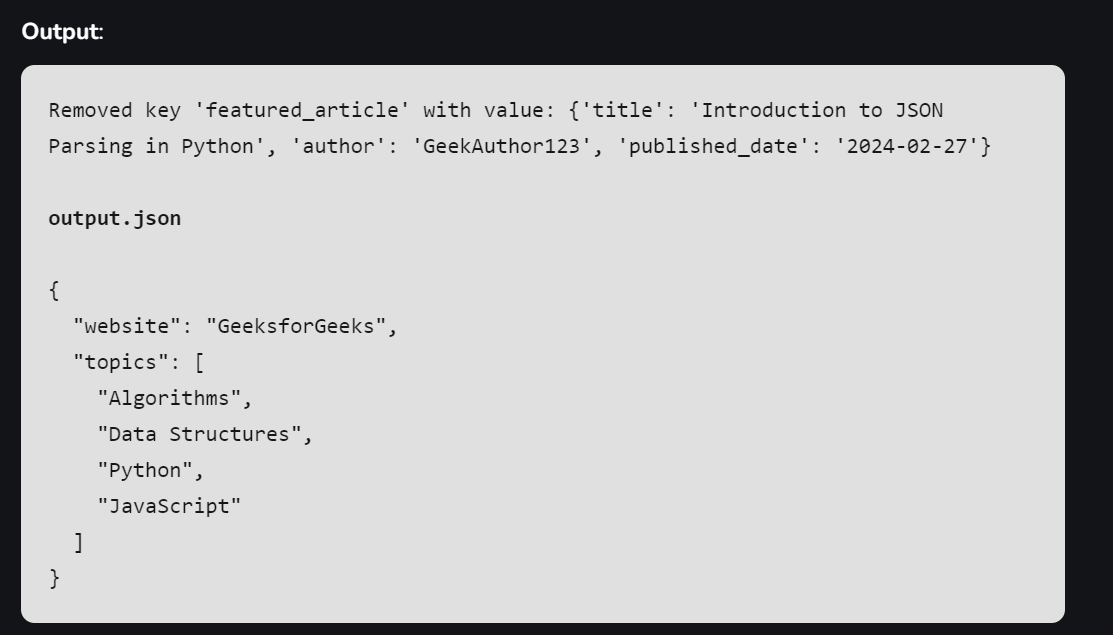 Output:
Removed key 'featured_article' with value: {'title': 'Introduction to JSON
Parsing in Python', 'author': 'GeekAuthor123', 'published_date': '2024-02-27'}
output.json
{
  "website": "GeeksforGeeks",
  "topics": [
    "Algorithms",
    "Data Structures",
    "Python",
    "JavaScript"
  ]
}